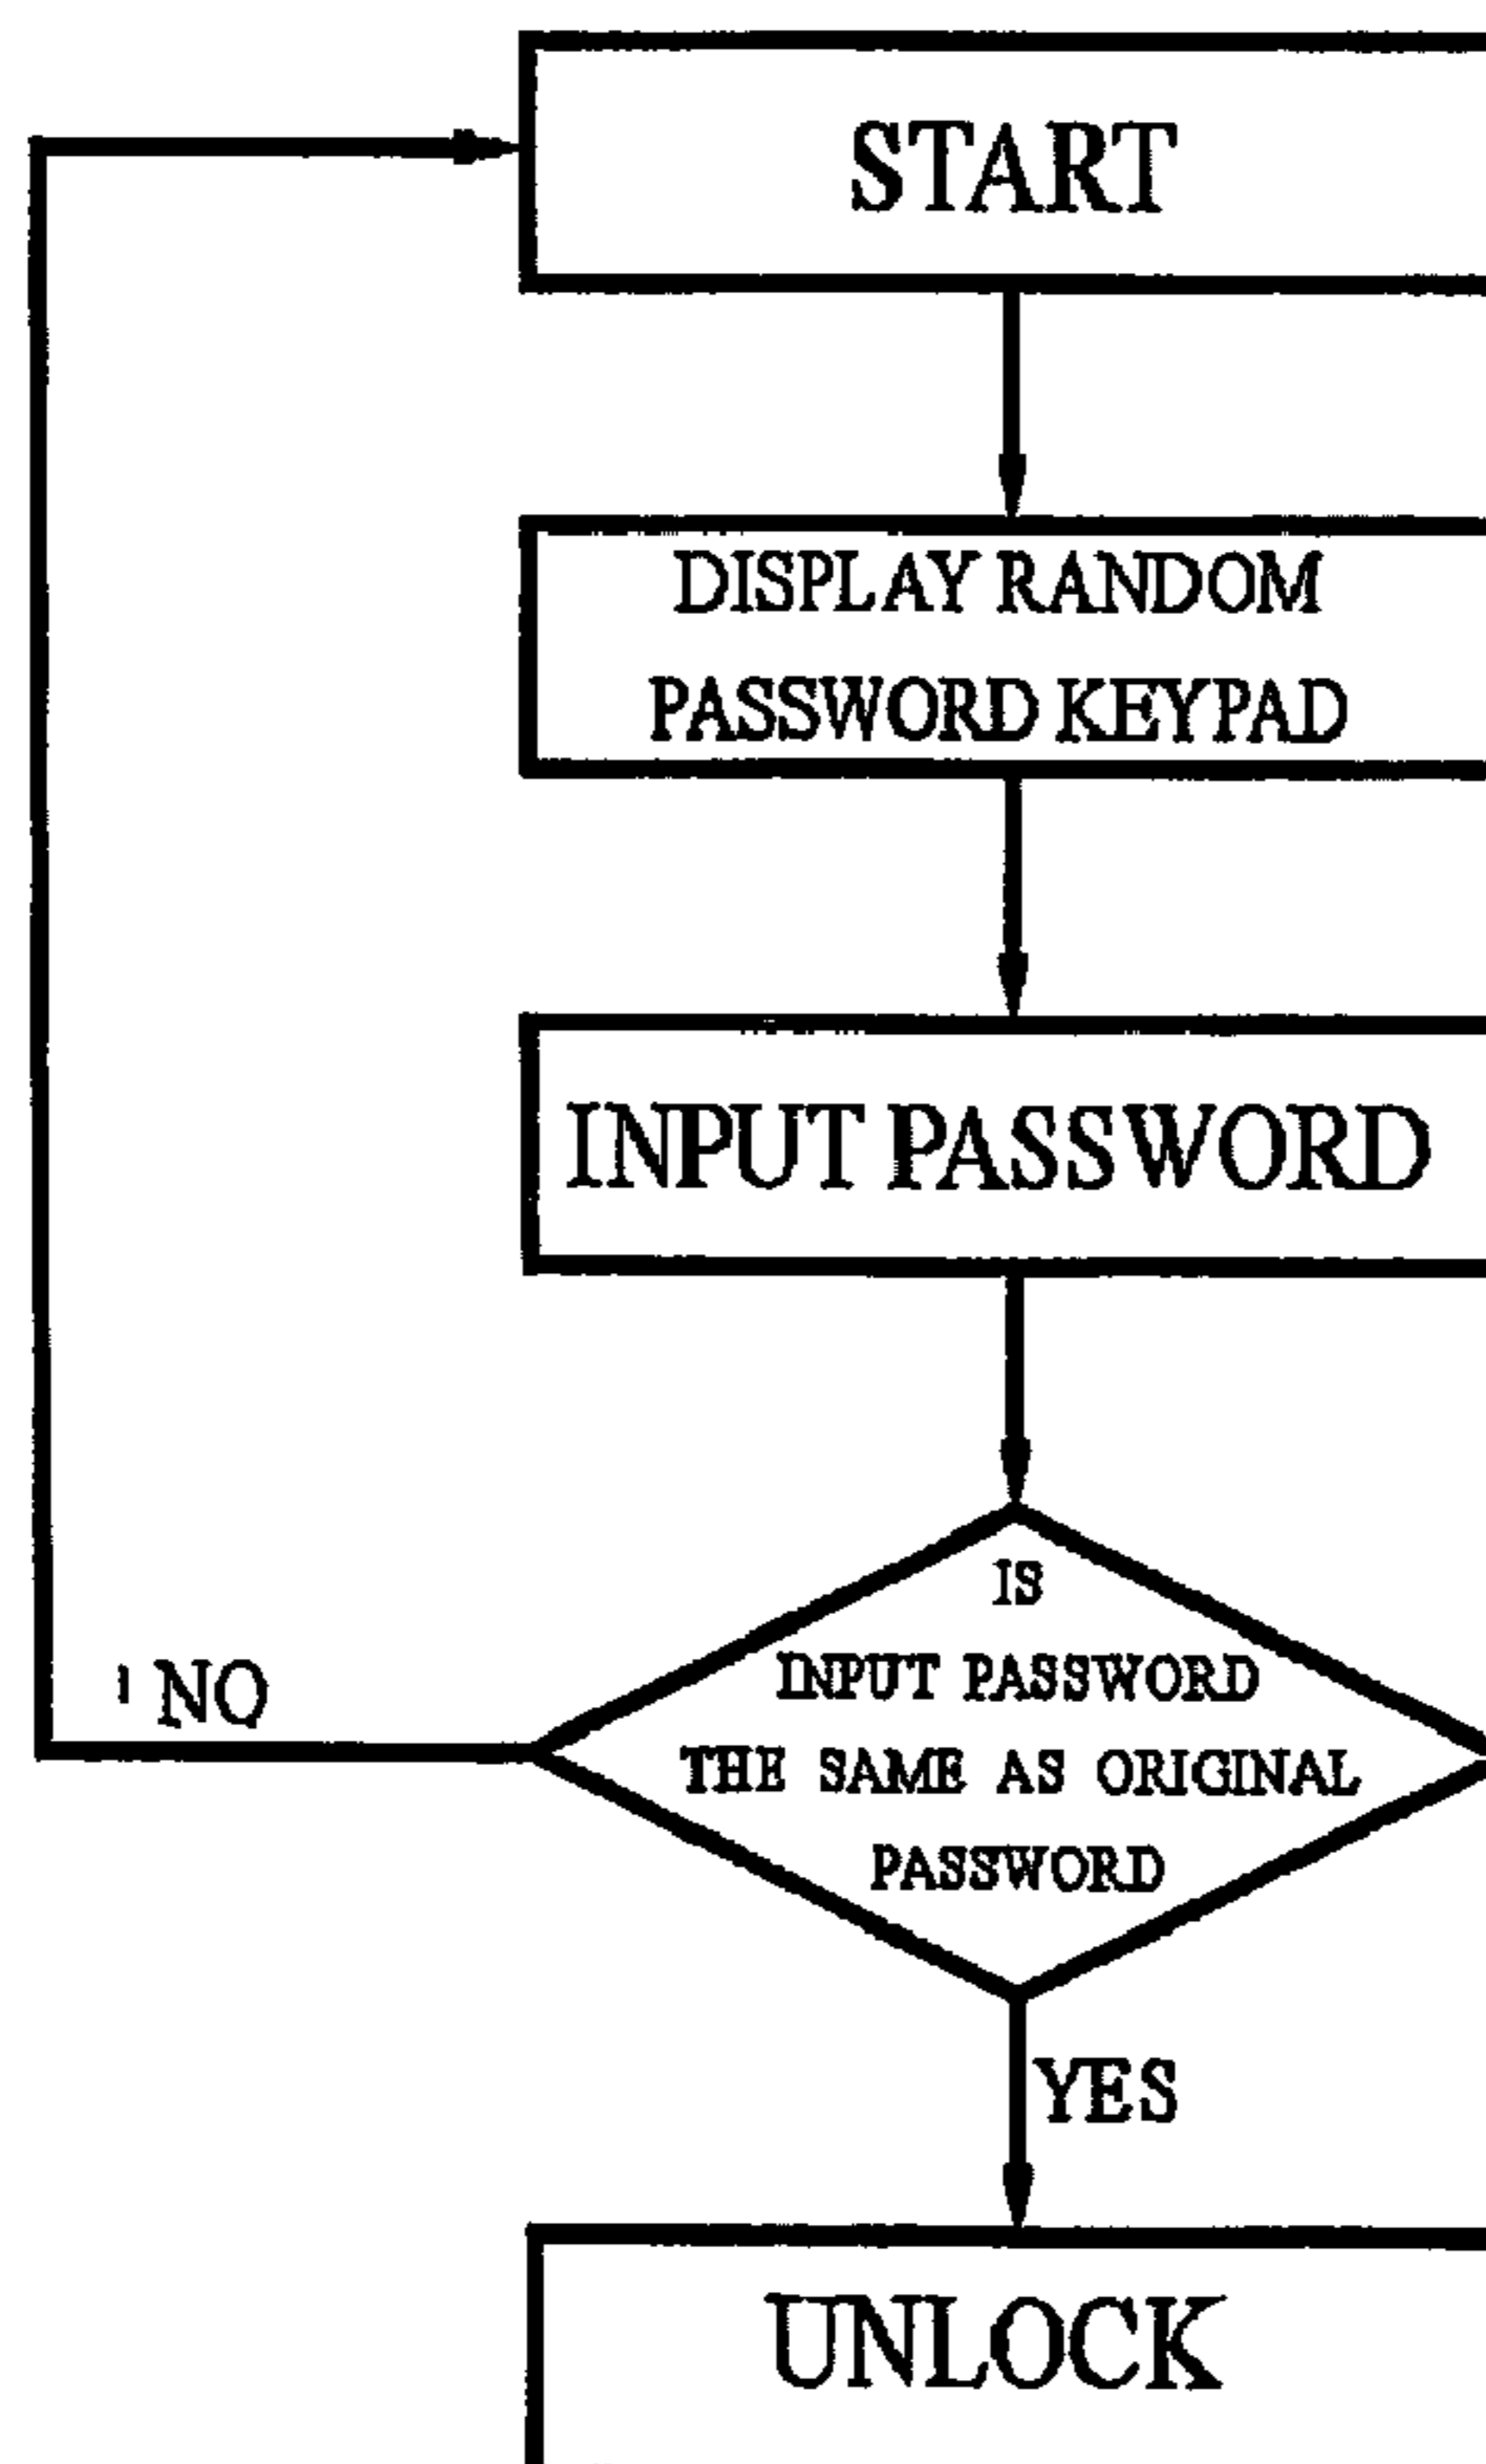 START
DISPLAY RANDOM
PASSWORD KEYPAD
INPUT PASSWORD
IS
INPUT PASSWORD
THE SAME AS ORIGINAL
PASSWORD
NO
YES
UNLOCK